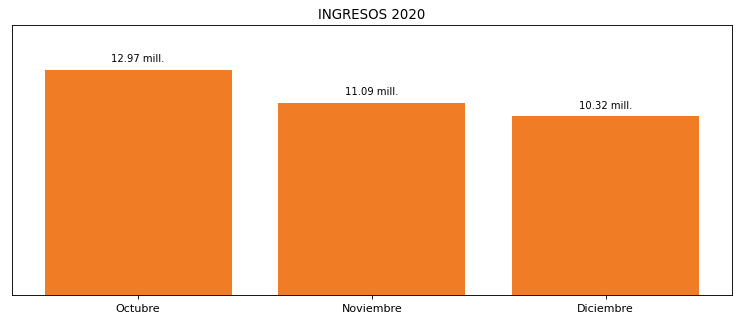 INGRESOS 2020
12.97 mill.
11.09 mill.
10.32 mill.
Octubre
Noviembre
Diciembre